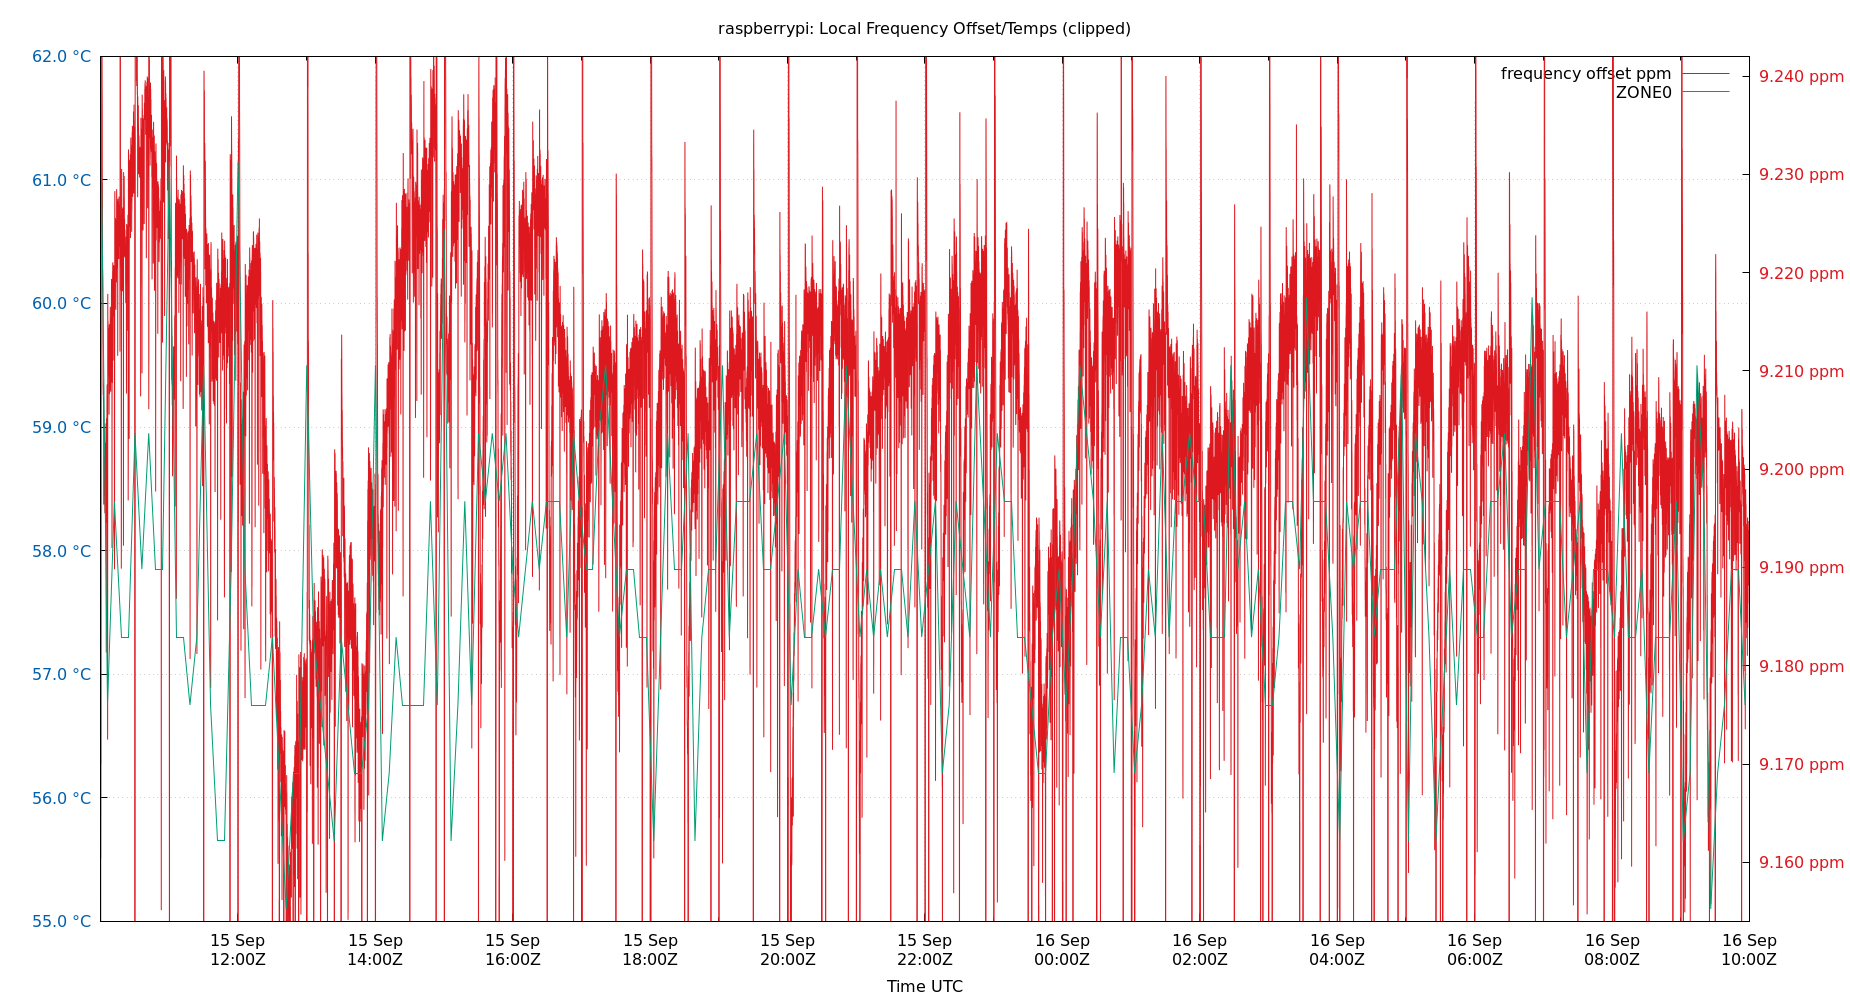 raspberrypi: Local Frequency Offset/Temps (clipped)
62.0 °C
61.0 °C
60.0 °C
59.0 °C
58.0 °C
57.0 °C
56.0 °C
55.0 °C
frequency offset ppm
ZONE0
9.240 ppm
9.230 ppm
9.220 ppm
9.210 ppm
9.200 ppm
9.190 ppm
9.180 ppm
9.170 ppm
9.160 ppm
15 Sep 15 Sep 15 Sep 15 Sep 15 Sep 15 Sep 16 Sep 16 Sep 16 Sep 16 Sep 16 Sep 16 Sep
12:00Z 14:00Z 16:00Z 18:00Z 20:00Z 22:00Z 00:00Z 02:00Z 04:00Z 06:00Z 08:00Z 10:00Z
Time UTC